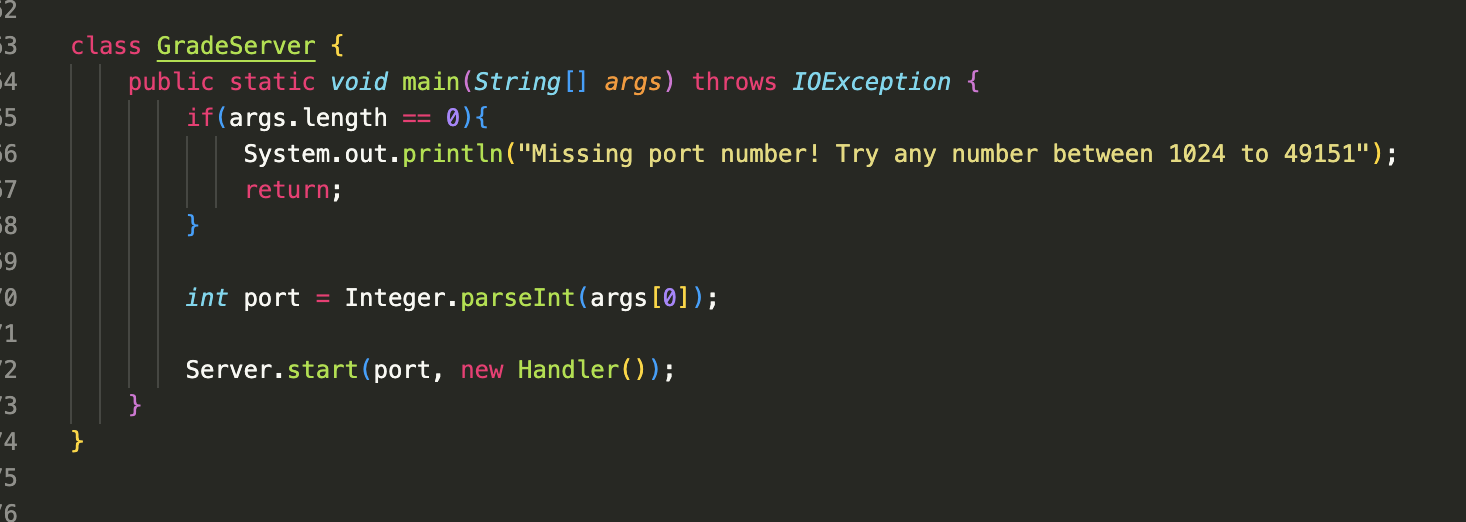 62
63 class GradeServer {
64 public static void main(String[] args) throws IOException {
65 if(args.length == 0){
66 System.out.println("Missing port number! Try any number between 1024 to 49151");
67 return;
68 }
69
70 int port = Integer.parseInt(args[0]);
71
72 Server.start(port, new Handler());
73 }
74 }
75
76